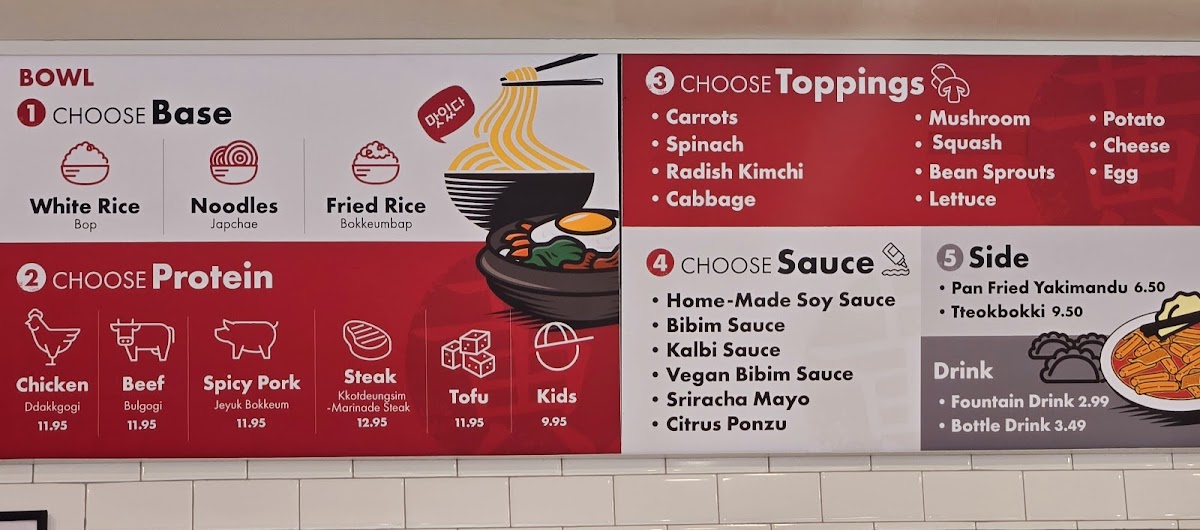 BOWL
1 CHOOSE Base
맛있다
White Rice
Bop
Noodles
Japchae
Fried Rice
Bokkeumbap
2 CHOOSE Protein
Chicken
Ddakkgogi
11.95
Beef
Bulgogi
11.95
Spicy Pork
Jeyuk Bokkeum
11.95
Steak
Kkotdeungsim
-Marinade Steak
12.95
Tofu
11.95
Kids
9.95
3 CHOOSE Toppings
• Carrots
• Spinach
• Radish Kimchi
• Cabbage
• Mushroom
• Squash
• Bean Sprouts
• Lettuce
• Potato
• Cheese
• Egg
4 CHOOSE Sauce
• Home-Made Soy Sauce
• Bibim Sauce
• Kalbi Sauce
• Vegan Bibim Sauce
• Sriracha Mayo
• Citrus Ponzu
5 Side
• Pan Fried Yakimandu 6.50
• Tteokbokki 9.50
Drink
• Fountain Drink 2.99
• Bottle Drink 3.49